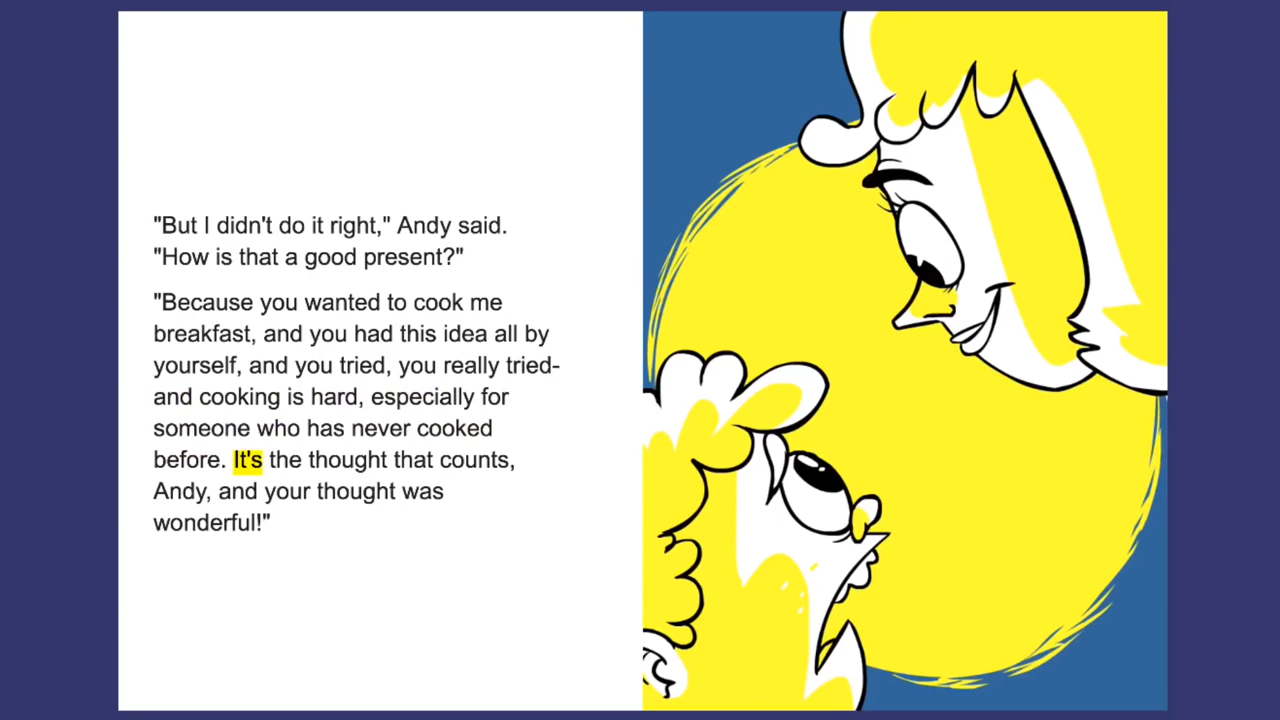 "But I didn't do it right," Andy said.
"How is that a good present?"
"Because you wanted to cook me
breakfast, and you had this idea all by
yourself, and you tried, you really tried-
and cooking is hard, especially for
someone who has never cooked
before. It's the thought that counts,
Andy, and your thought was
wonderful!"